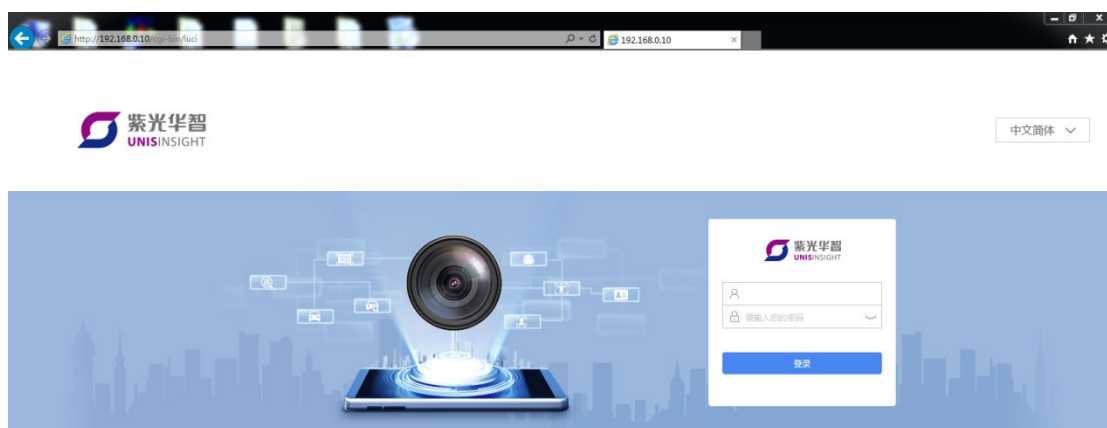 http://192.168.0.10/cgi-bin/luci
192.168.0.10
紫光华智
UNISINSIGHT
中文简体
紫光华智
UNISINSIGHT
请输入您的密码
登录